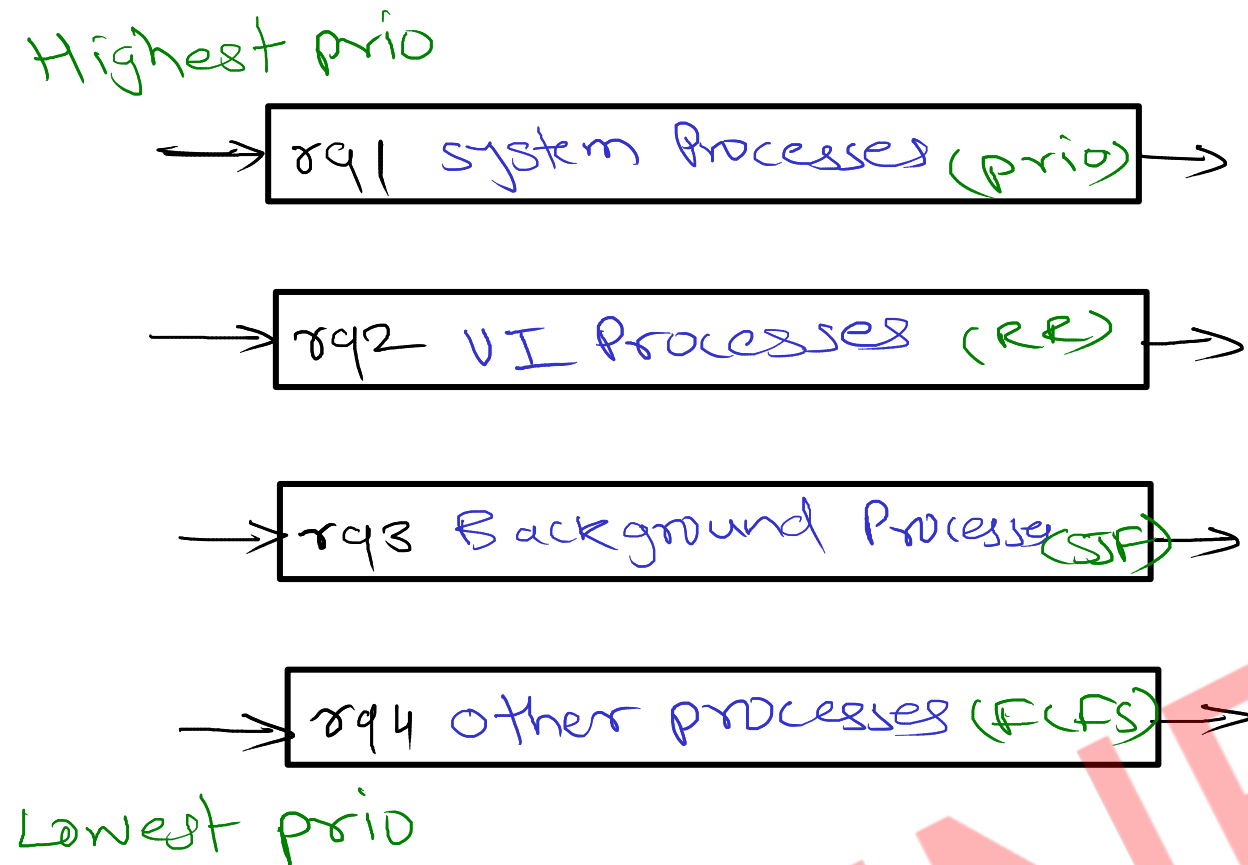 Highest prio
rq1 system Processes (prio)
rq2 UI Processes (RR)
rq3 Background Processes (SJF)
rq4 other processes (FCFS)
Lowest prio